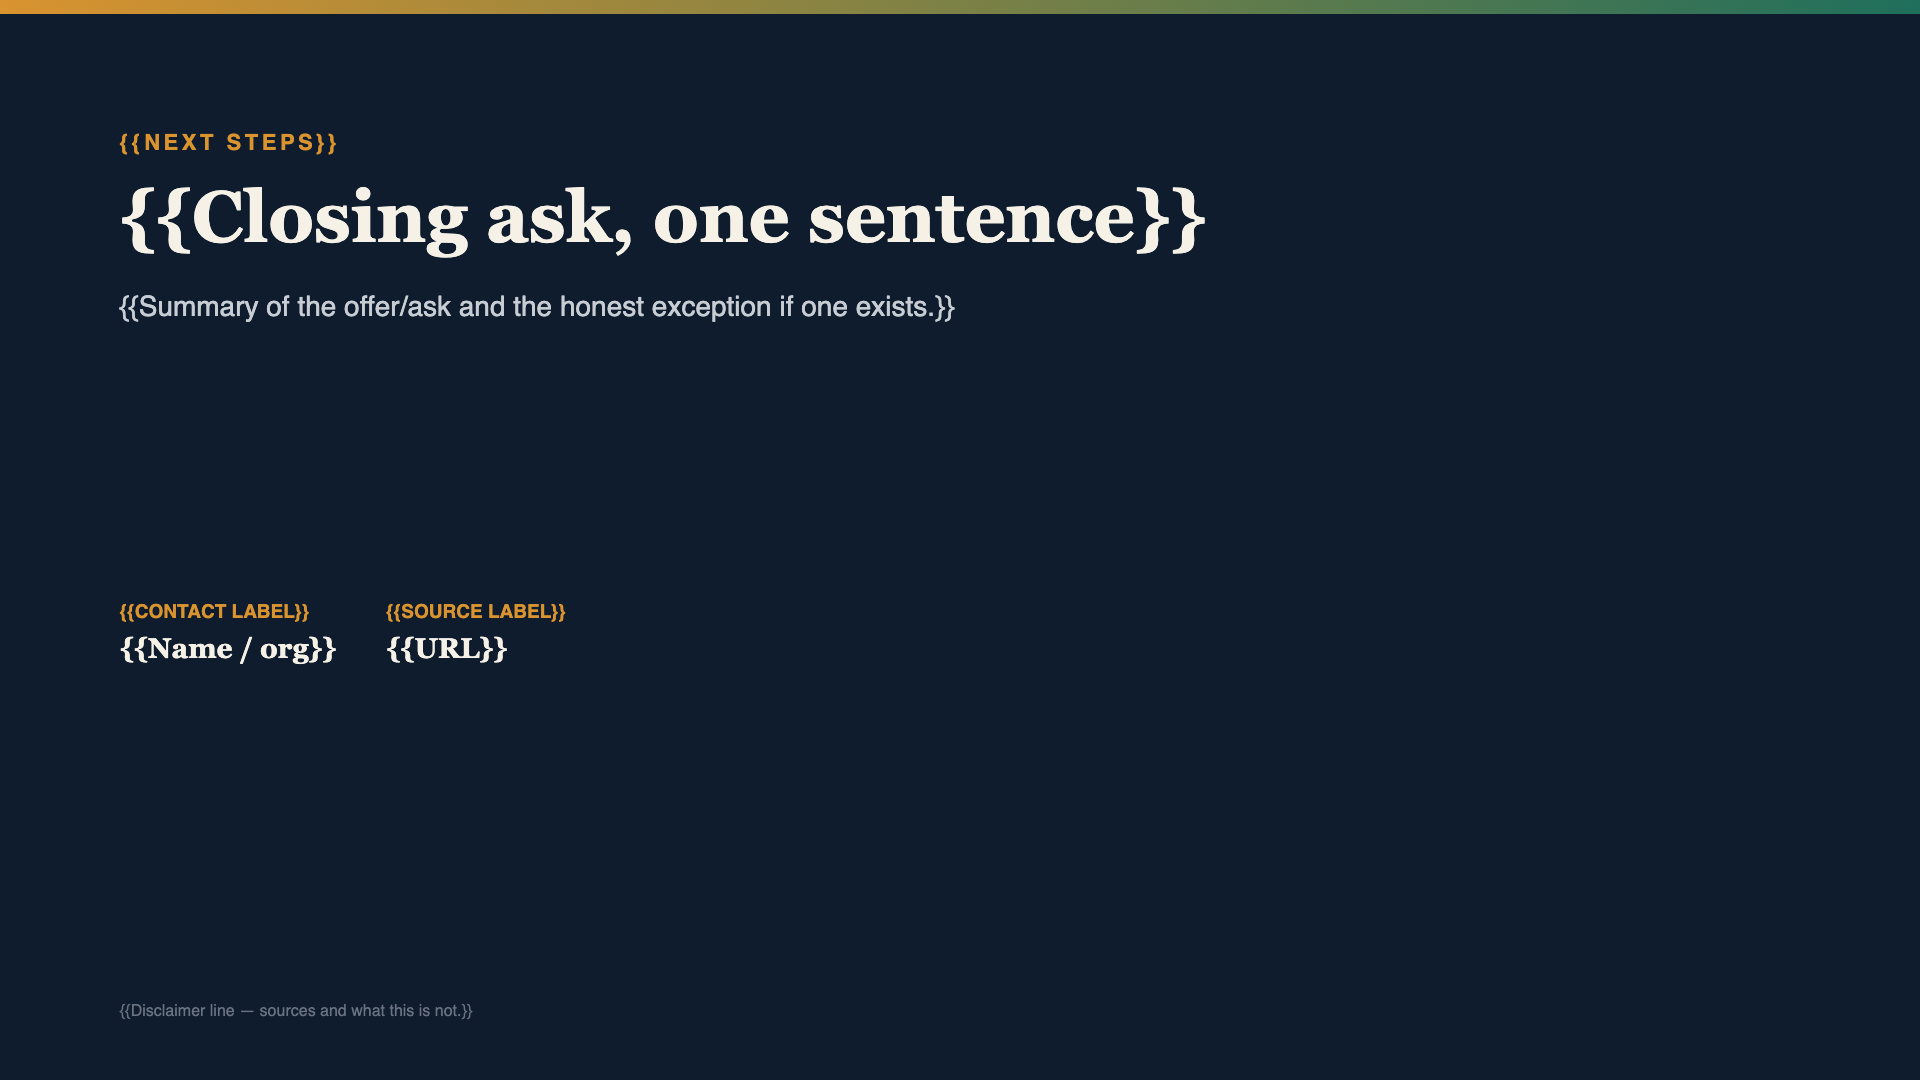 {{NEXT STEPS}}
{{Closing ask, one sentence}}
{{Summary of the offer/ask and the honest exception if one exists.}}
{{CONTACT LABEL}}
{{Name / org}}
{{SOURCE LABEL}}
{{URL}}
{{Disclaimer line — sources and what this is not.}}